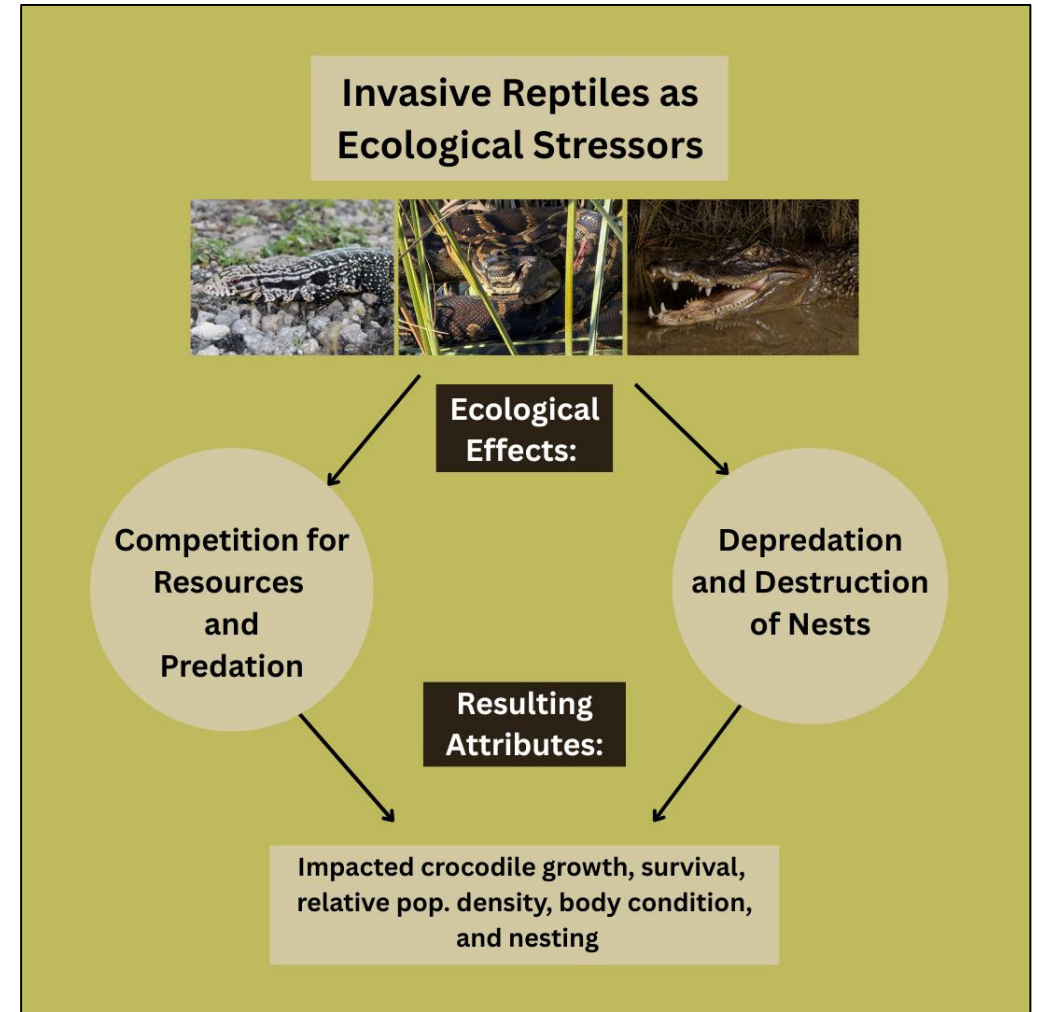 Invasive Reptiles as
Ecological Stressors
Ecological
Effects:
Competition for
Resources
and
Predation
Depredation
and Destruction
of Nests
Resulting
Attributes:
Impacted crocodile growth, survival,
relative pop. density, body condition,
and nesting